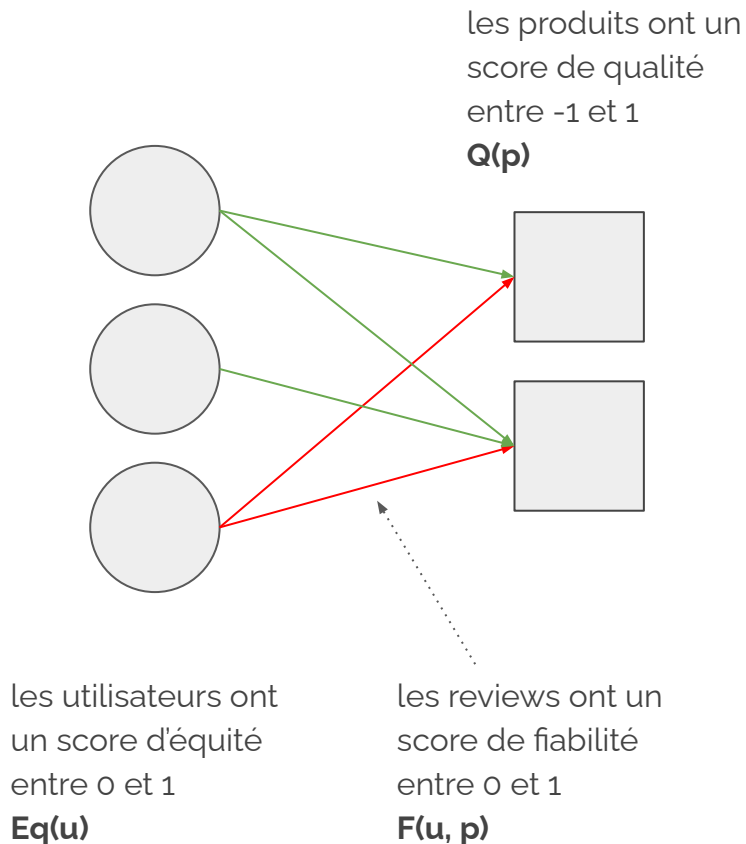 les produits ont un
score de qualité
entre -1 et 1
Q(p)
les utilisateurs ont
un score d'équité
entre 0 et 1
Eq(u)
les reviews ont un
score de fiabilité
entre 0 et 1
F(u, p)